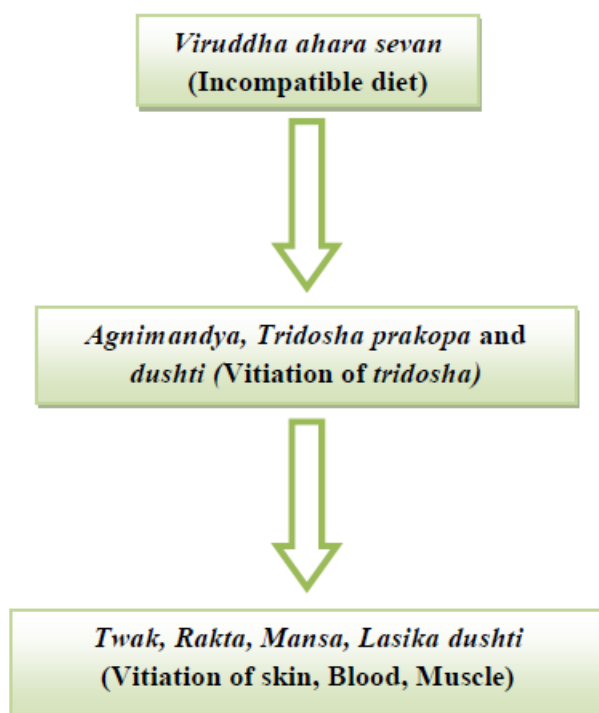 Viruddha ahara sevan
(Incompatible diet)
Agnimandya, Tridosha prakopa and
dushti (Vitiation of tridosha)
Twak, Rakta, Mansa, Lasika dushti
(Vitiation of skin, Blood, Muscle)